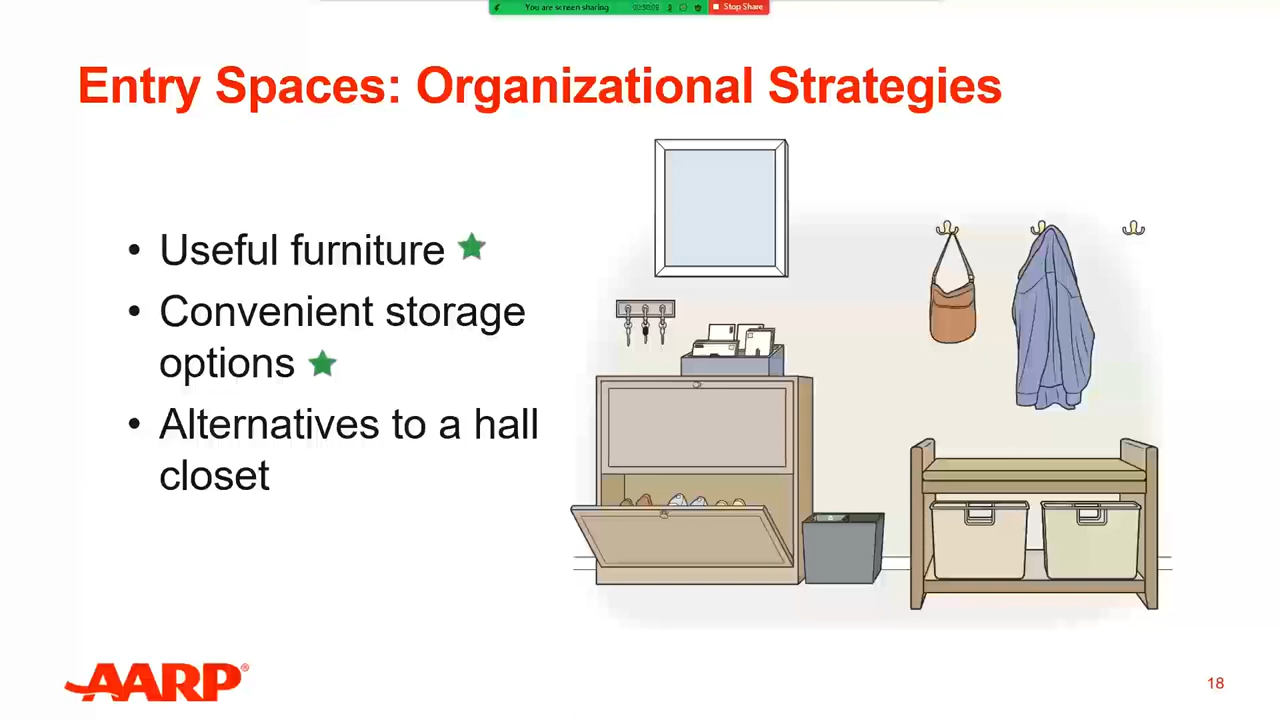 You are screen sharing
Stop Share
Entry Spaces: Organizational Strategies
• Useful furniture
• Convenient storage
options
• Alternatives to a hall
closet
AARP®
18